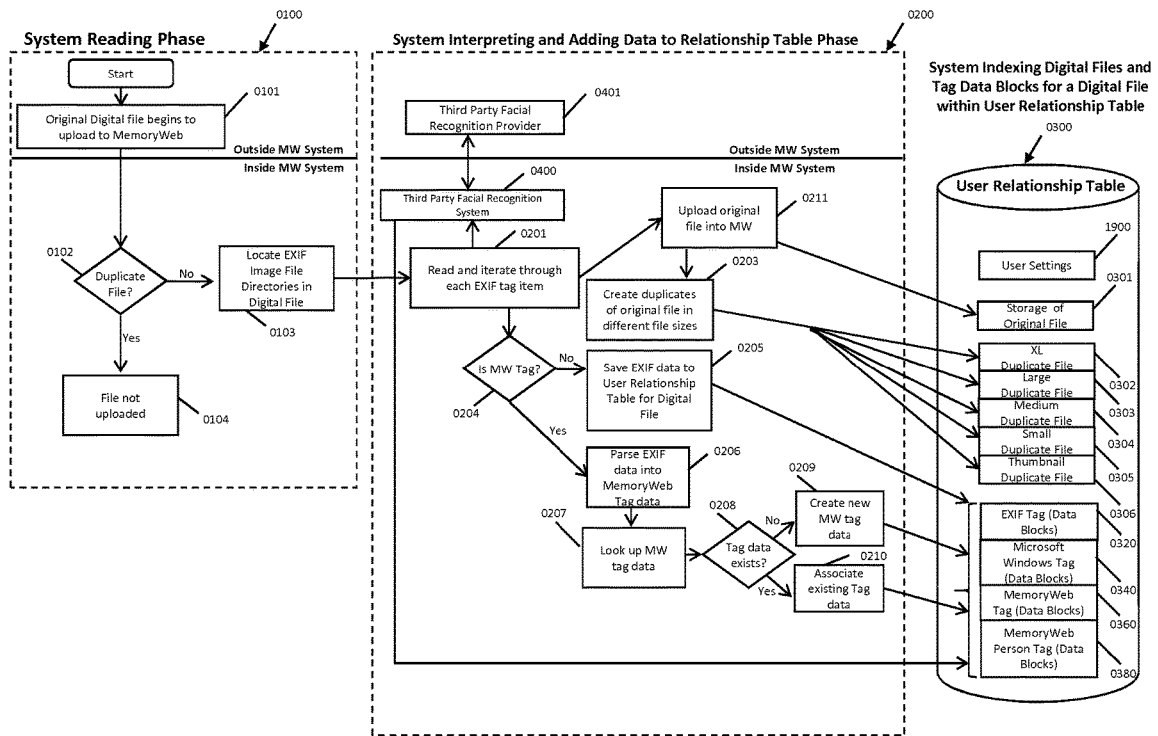 0100
System Reading Phase
Start
0101
Original Digital file begins to
upload to MemoryWeb
Outside MW System
Inside MW System
0102
Duplicate
File?
No
Locate EXIF
Image File
Directories in
Digital File
0103
Yes
File not
uploaded
0104
0200
System Interpreting and Adding Data to Relationship Table Phase
0401
Third Party Facial
Recognition Provider
Outside MW System
Inside MW System
0400
Third Party Facial Recognition
System
0201
Read and iterate through
each EXIF tag item
Upload original
file into MW
0211
0203
Create duplicates
of original file in
different file sizes
Is MW Tag?
0204
No
0205
Save EXIF data to
User Relationship
Table for Digital
File
Yes
Parse EXIF
data into
MemoryWeb
Tag data
0206
0207
Look up MW
tag data
0208
Tag data
exists?
No
0209
Create new
MW tag
data
Yes
0210
Associate
existing Tag
data
System Indexing Digital Files and
Tag Data Blocks for a Digital File
within User Relationship Table
0300
User Relationship Table
1900
User Settings
0301
Storage of
Original File
XL
Duplicate File
0302
Large
Duplicate File
0303
Medium
Duplicate File
0304
Small
Duplicate File
0305
Thumbnail
Duplicate File
0306
EXIF Tag (Data
Blocks)
0320
Microsoft
Windows Tag
(Data Blocks)
0340
MemoryWeb
Tag (Data Blocks)
0360
MemoryWeb
Person Tag (Data
Blocks)
0380